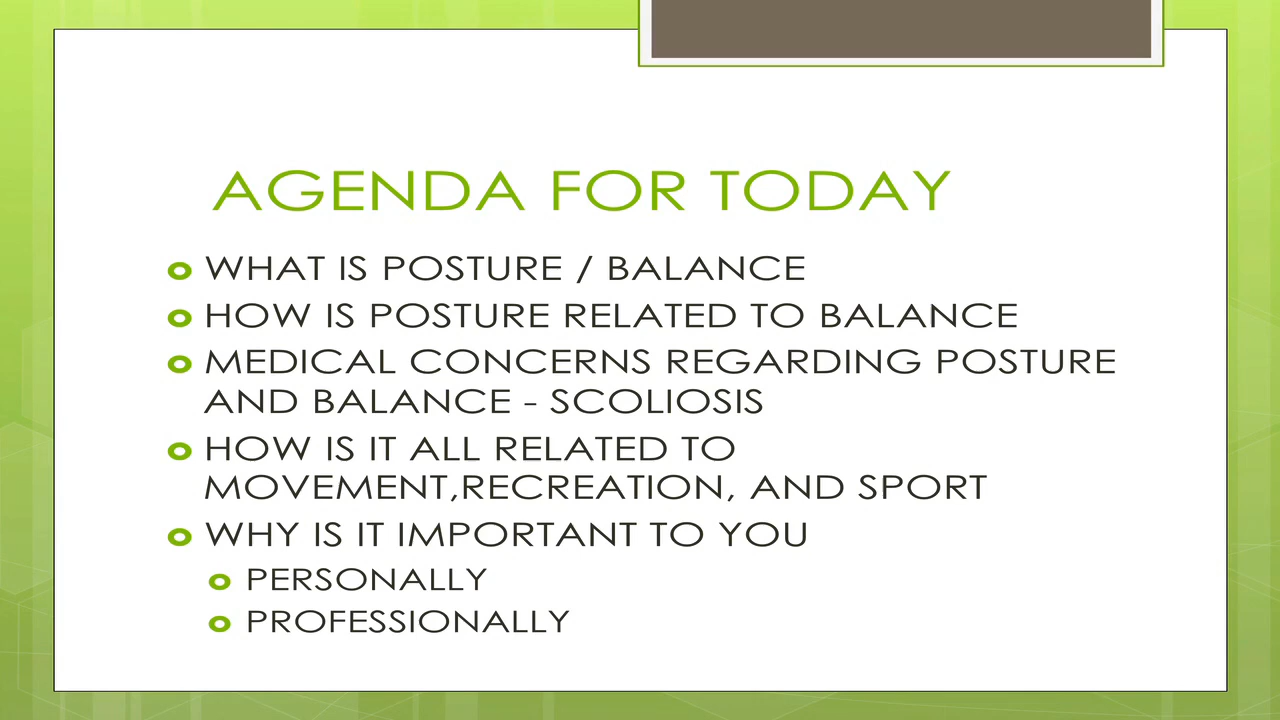 AGENDA FOR TODAY
WHAT IS POSTURE / BALANCE
HOW IS POSTURE RELATED TO BALANCE
MEDICAL CONCERNS REGARDING POSTURE
AND BALANCE - SCOLIOSIS
HOW IS IT ALL RELATED TO
MOVEMENT,RECREATION, AND SPORT
WHY IS IT IMPORTANT TO YOU
PERSONALLY
PROFESSIONALLY